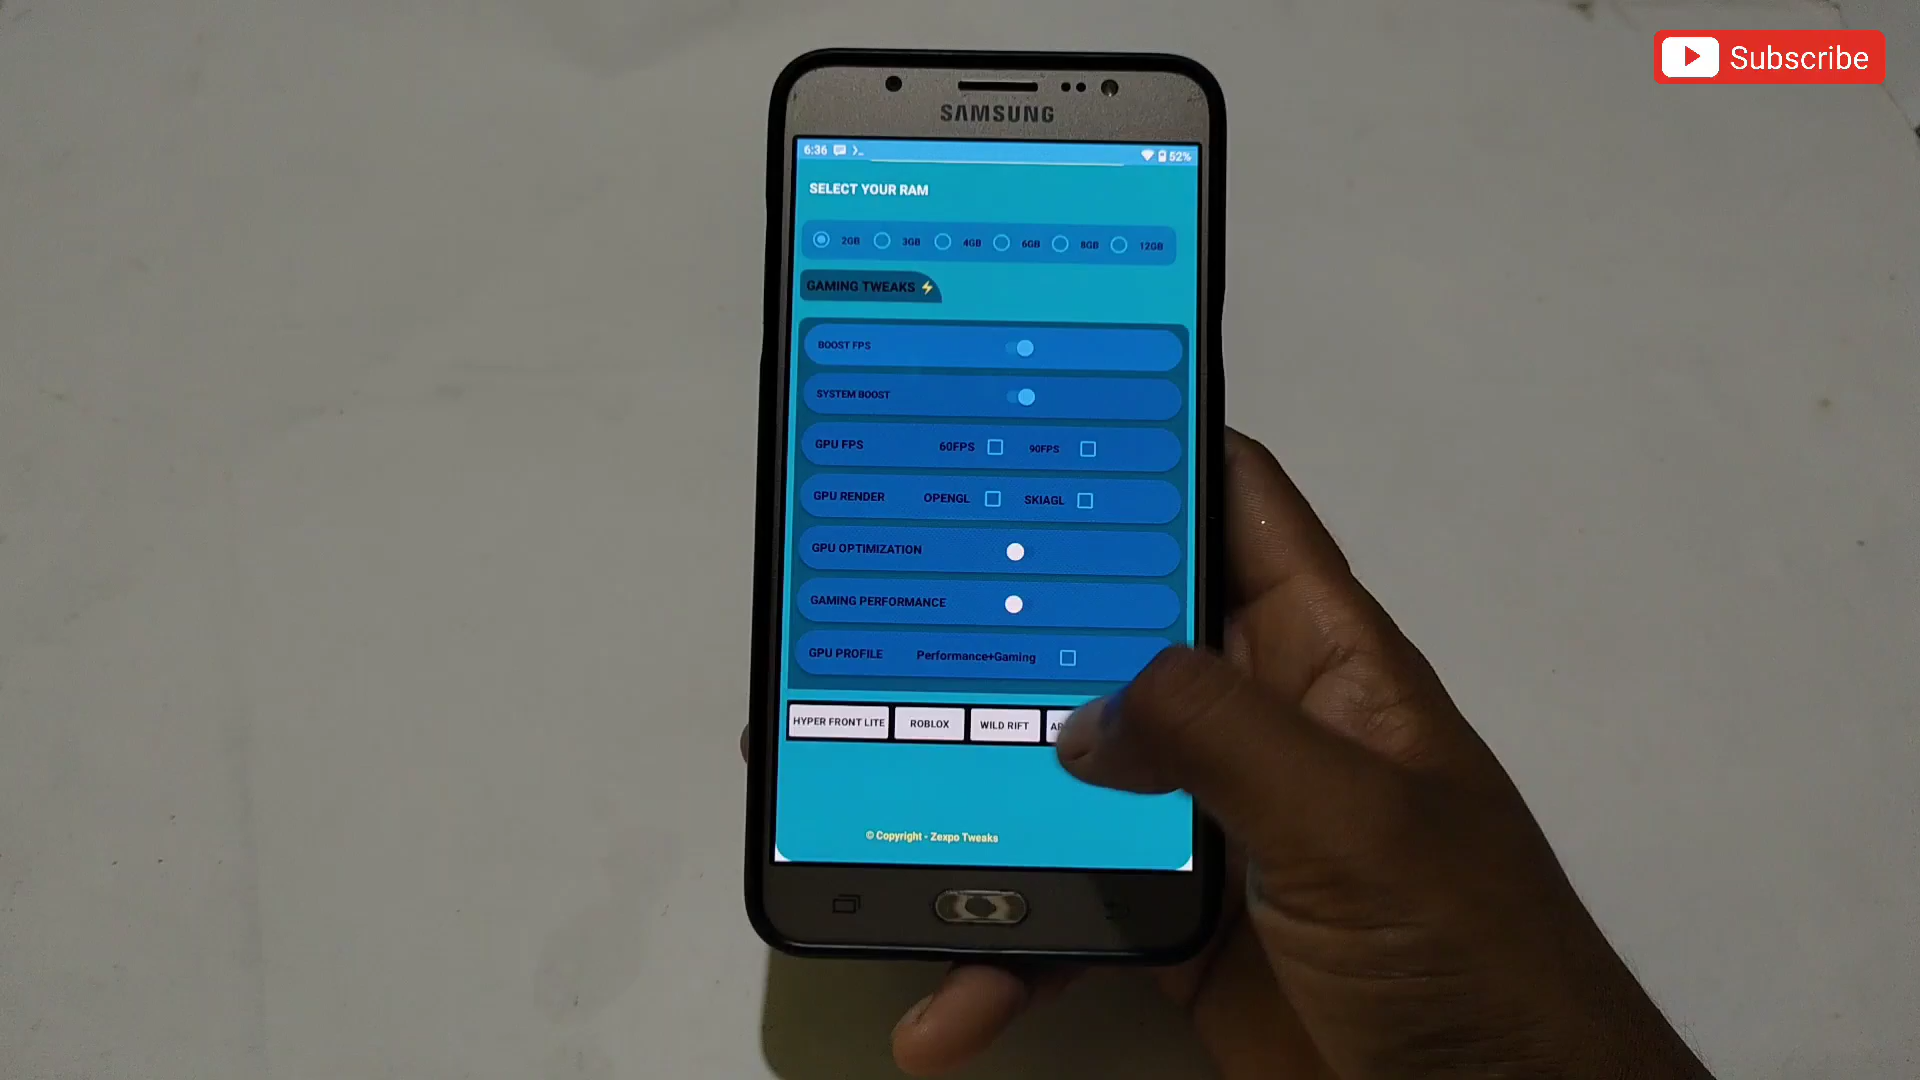 Subscribe
SAMSUNG
6:36 52%
SELECT YOUR RAM
2GB 3GB 4GB 6GB 8GB 12GB
GAMING TWEAKS⚡
BOOST FPS
SYSTEM BOOST
GPU FPS 60FPS 90FPS
GPU RENDER OPENGL SKIAGL
GPU OPTIMIZATION
GAMING PERFORMANCE
GPU PROFILE Performance+Gaming
HYPER FRONT LITE ROBLOX WILD RIFT
© Copyright - Zexpo Tweaks